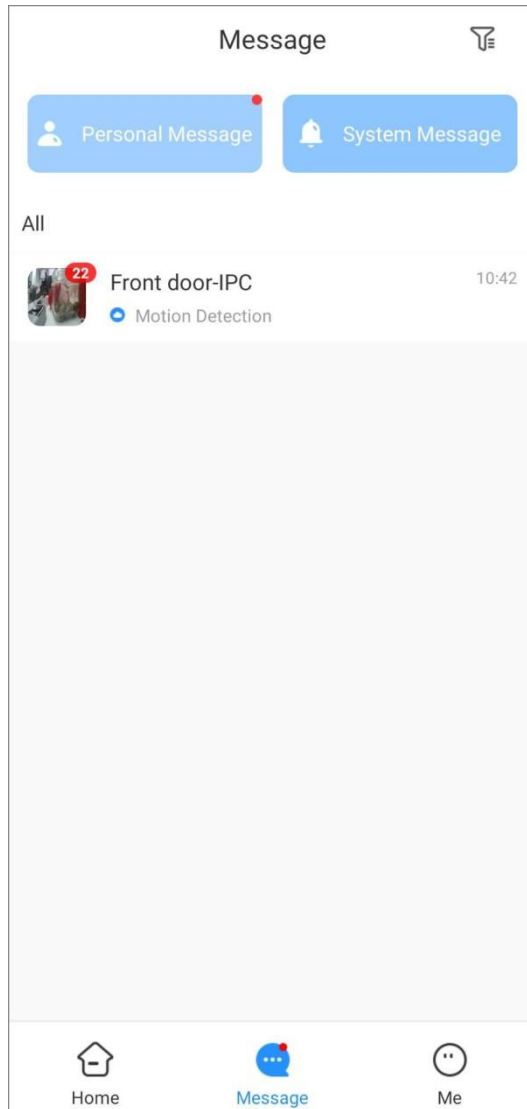 Message
Personal Message
System Message
All
22
Front door-IPC
10:42
Motion Detection
Home
Message
Me